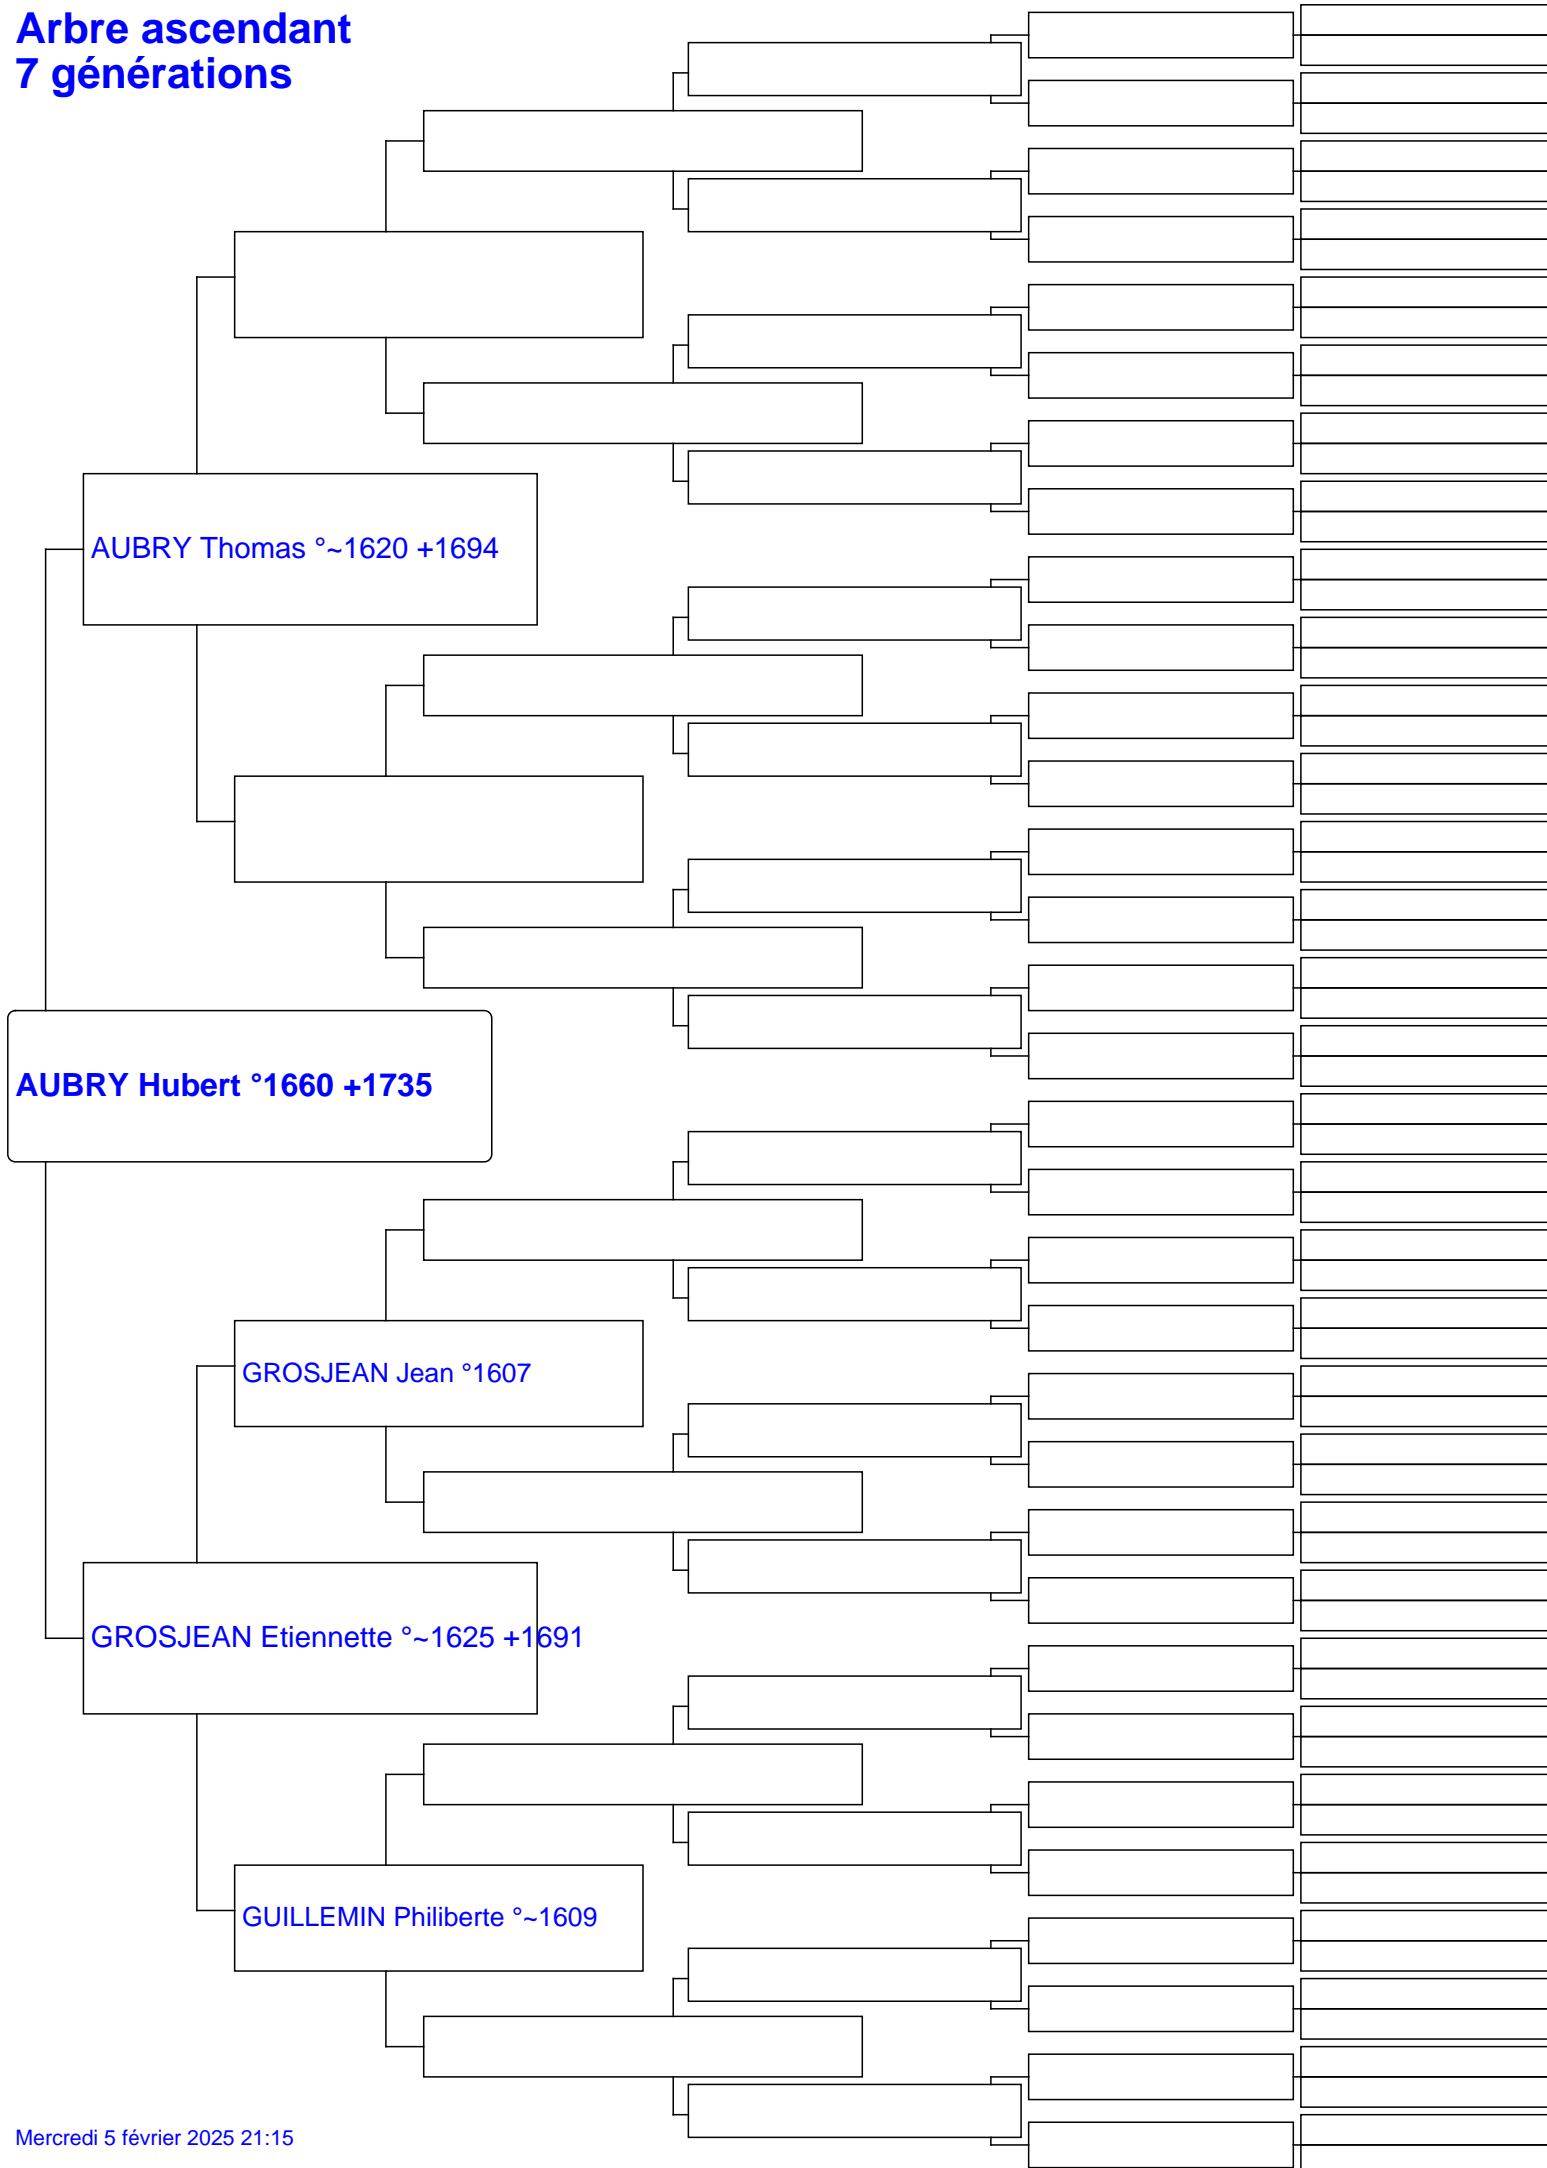 Arbre ascendant
7 générations
AUBRY Thomas °~1620 +1694
AUBRY Hubert °1660 +1735
GROSJEAN Jean °1607
GROSJEAN Etiennette °~1625 +1691
GUILLEMIN Philiberte °~1609
Mercredi 5 février 2025 21:15